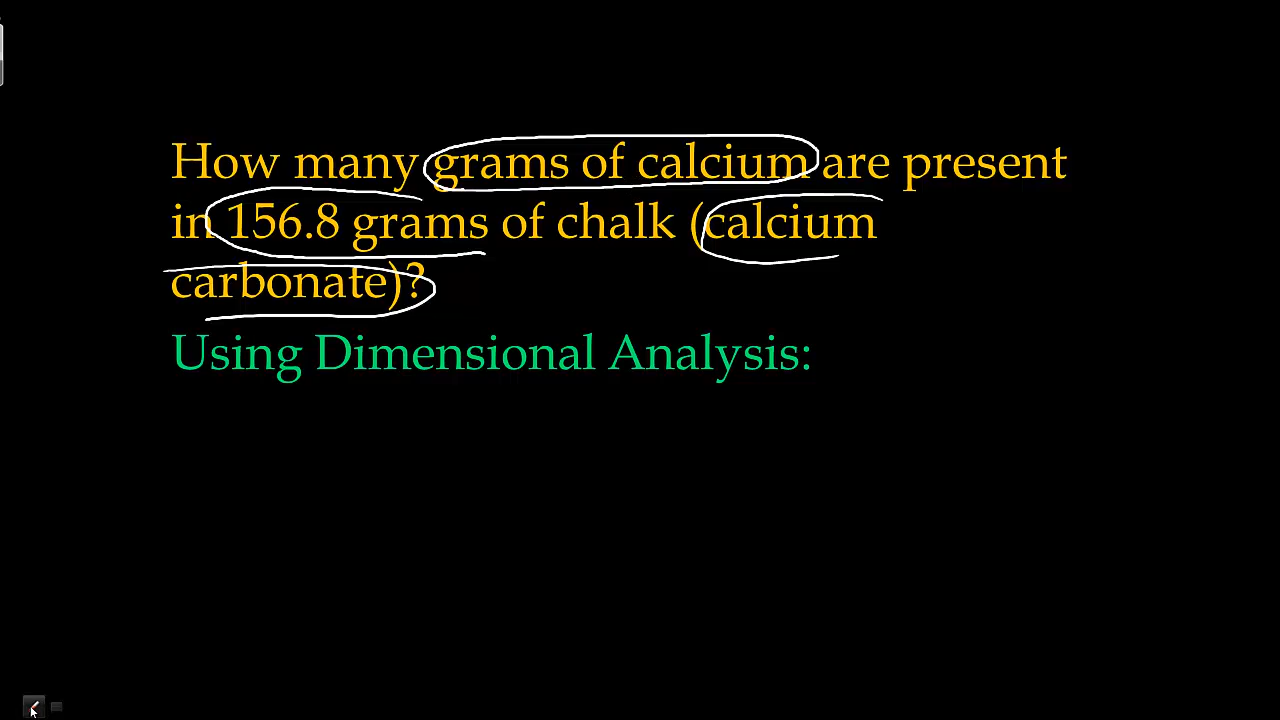 How many grams of calcium are present
in 156.8 grams of chalk (calcium
carbonate)?
Using Dimensional Analysis: